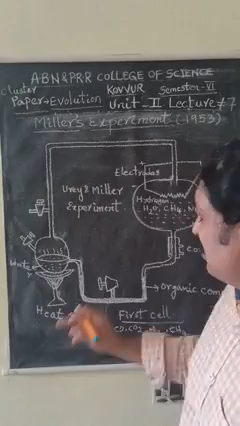 ABN & PRR COLLEGE OF SCIENCE
Cluster KOVVUR Semester-VI
Paper → Evolution Unit-II Lecture # 7
Miller's Experiment (-1953)
Electrodes
Urey & Miller
Experiment
Hydrogen
H₂O, CH₄, N
Water
Heat
Organic com
First cell